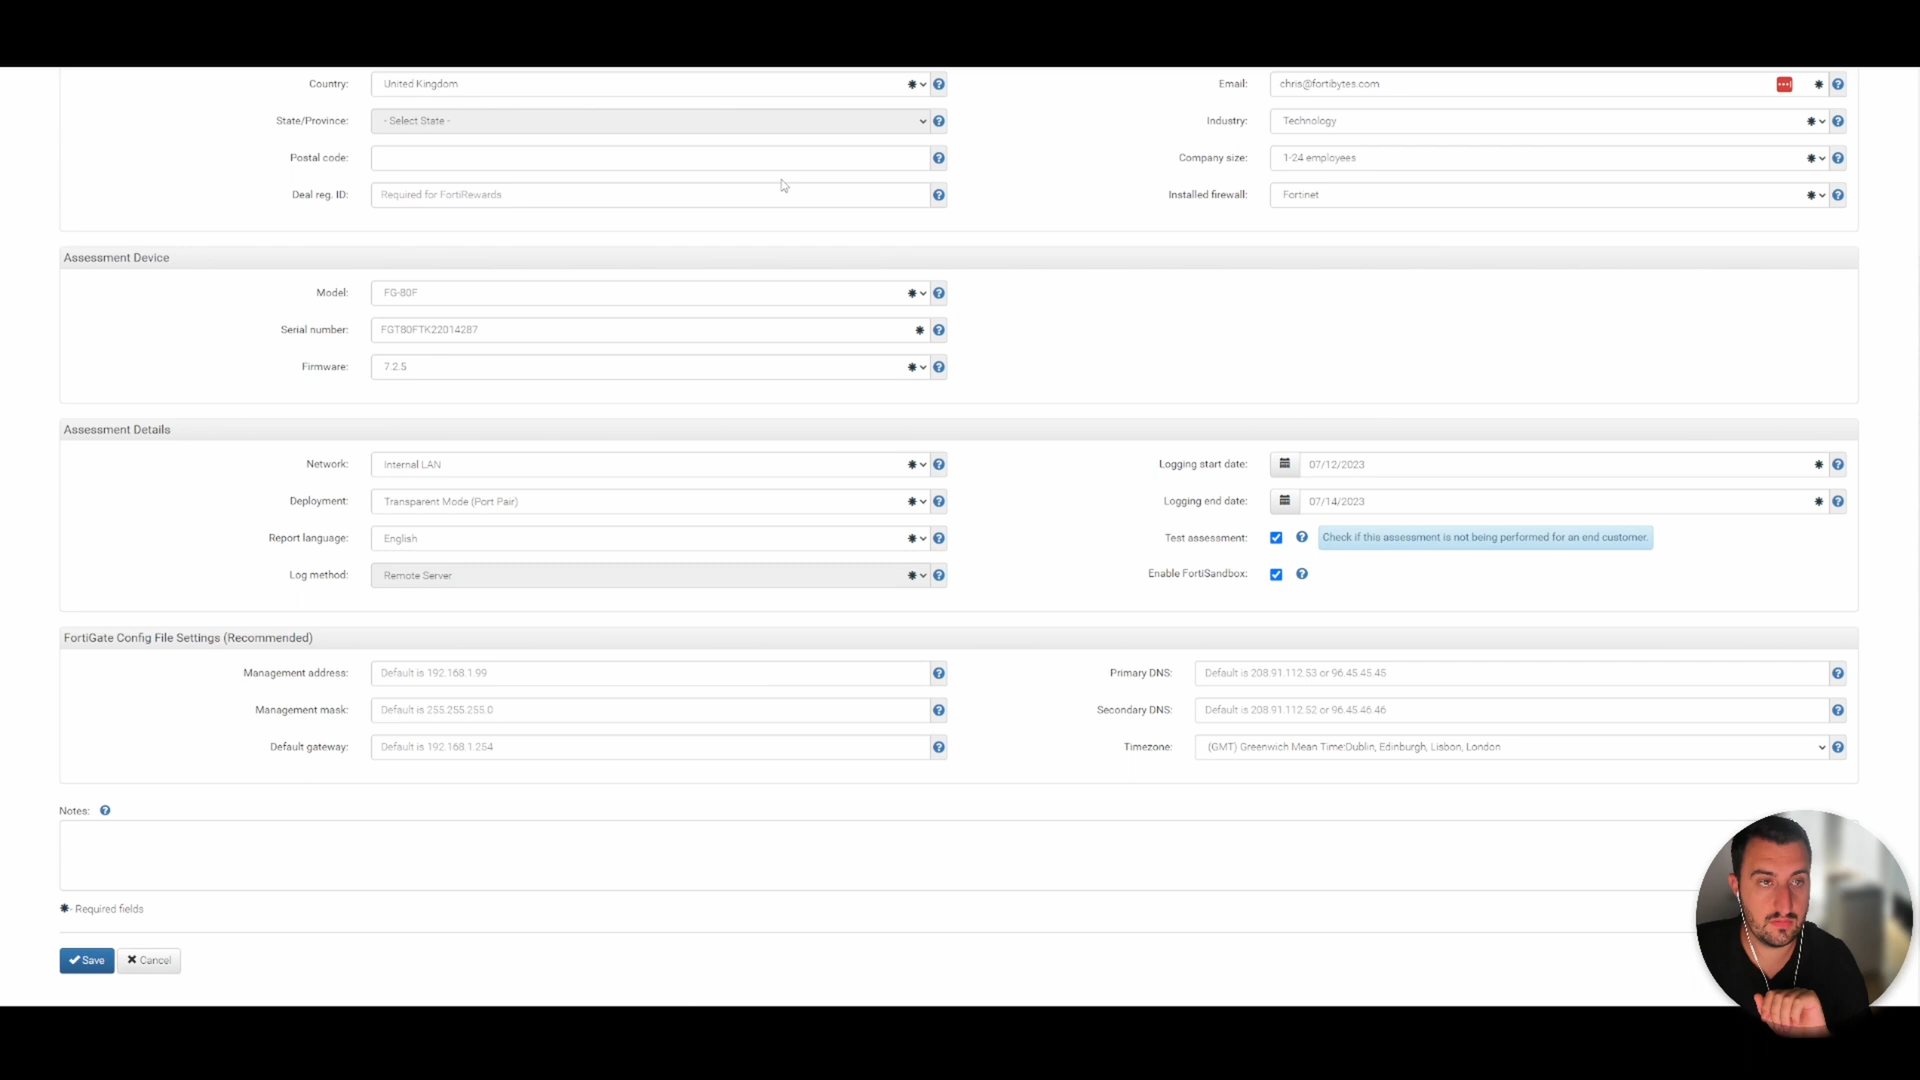 Country: United Kingdom Email: chris@fortibytes.com
State/Province: - Select State - Industry: Technology
Postal code: Company size: 1-24 employees
Deal reg. ID: Required for FortiRewards Installed firewall: Fortinet
Assessment Device
Model: FG-80F
Serial number: FGT80FTK22014287
Firmware: 7.2.5
Assessment Details
Network: Internal LAN Logging start date: 07/12/2023
Deployment: Transparent Mode (Port Pair) Logging end date: 07/14/2023
Report language: English Test assessment: Check if this assessment is not being performed for an end customer.
Log method: Remote Server Enable FortiSandbox:
FortiGate Config File Settings (Recommended)
Management address: Default is 192.168.1.99 Primary DNS: Default is 208.91.112.53 or 96.45.45.45
Management mask: Default is 255.255.255.0 Secondary DNS: Default is 208.91.112.52 or 96.45.46.46
Default gateway: Default is 192.168.1.254 Timezone: (GMT) Greenwich Mean Time:Dublin, Edinburgh, Lisbon, London
Notes:
✱- Required fields
Save Cancel